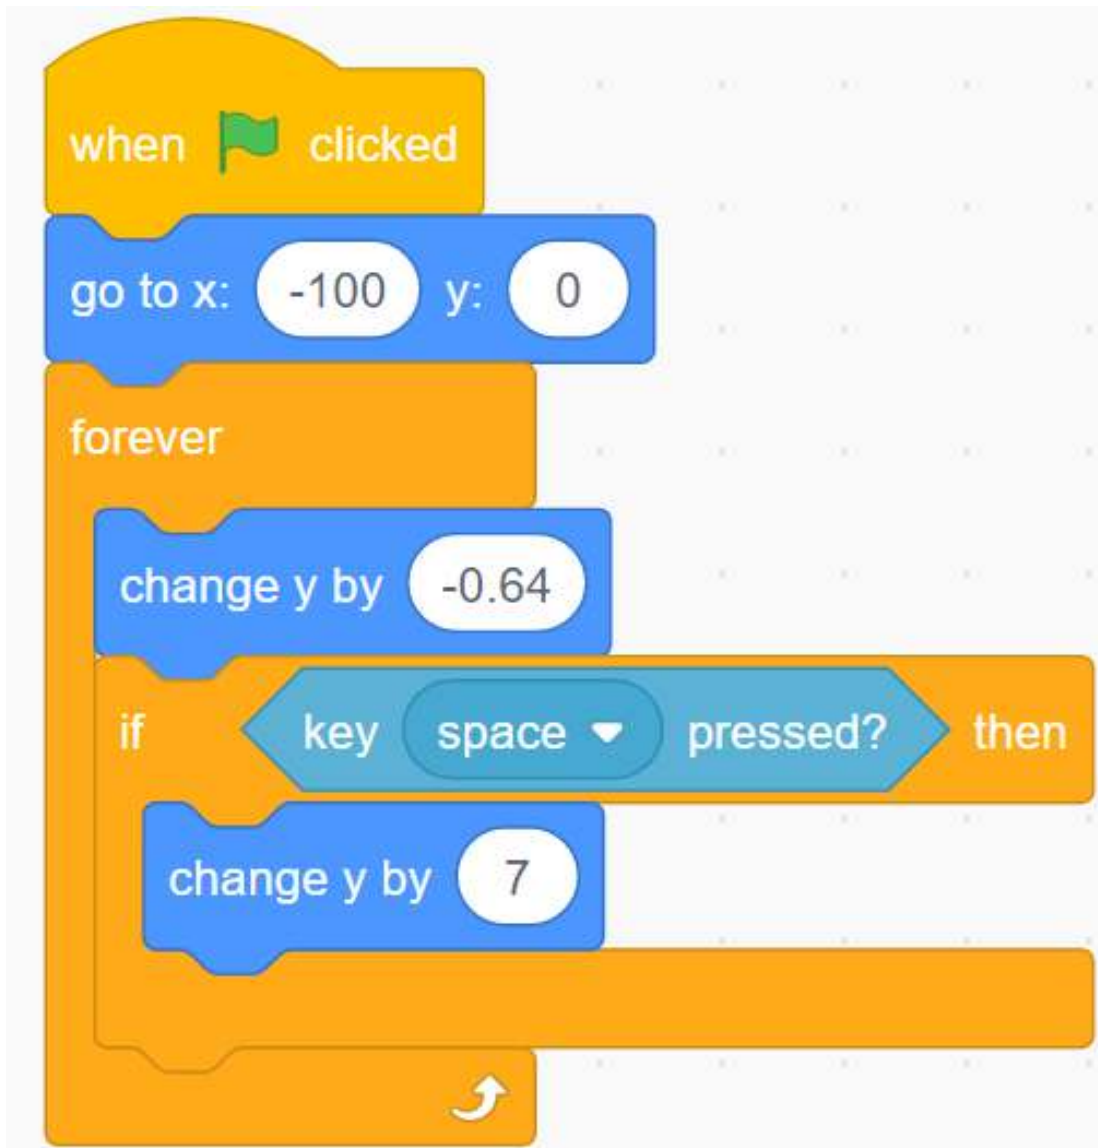 when clicked
go to x: -100 y: 0
forever
change y by -0.64
if key space pressed? then
change y by 7